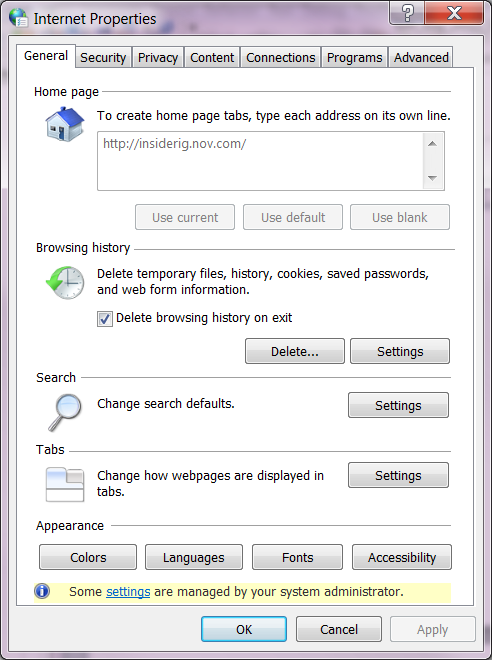 Internet Properties
General Security Privacy Content Connections Programs Advanced
Home page
To create home page tabs, type each address on its own line.
http://insiderig.nov.com/
Use current Use default Use blank
Browsing history
Delete temporary files, history, cookies, saved passwords,
and web form information.
Delete browsing history on exit
Delete... Settings
Search
Change search defaults. Settings
Tabs
Change how webpages are displayed in Settings
tabs.
Appearance
Colors Languages Fonts Accessibility
Some settings are managed by your system administrator.
OK Cancel Apply